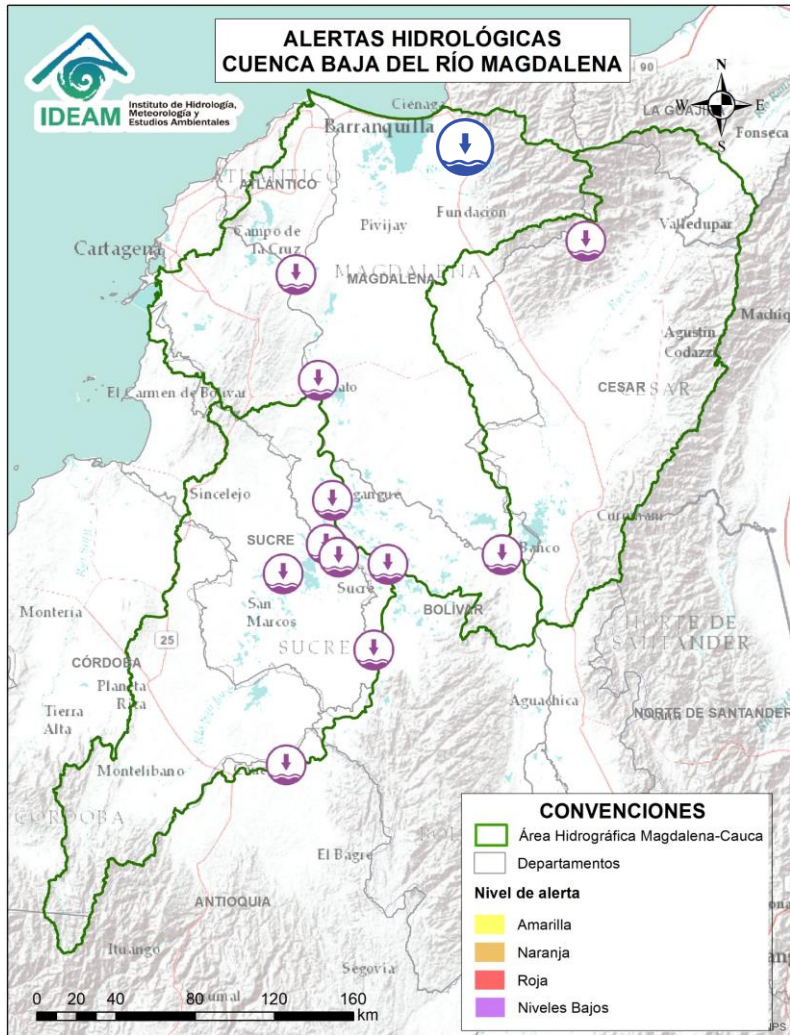 ALERTAS HIDROLÓGICAS
CUENCA BAJA DEL RÍO MAGDALENA
IDEAM
Instituto de Hidrología,
Meteorología y
Estudios Ambientales
N
W E
S
90
Ciénaga
LA GUAJIRA
Barranquilla
Fonseca
ATLÁNTICO
ATLÁNTICO
Fundación
Pivijay
Valledupar
Cartagena
Campo de
la Cruz
MAGDALENA
MAGDALENA
Machiq
Agustín
Codazzi
CESAR
CESAR
El Carmen de Bolívar
Sincelejo
gangue
Curumaní
SUCRE
Banco
Sucre
San
Marcos
BOLÍVAR
Montería
NORTE DE
SANTANDER
25
SUCRE
CÓRDOBA
Planeta
Rica
Aguachica
NORTE DE SANTANDER
Tierra
Alta
Montelíbano
CÓRDOBA
El Bagre
ANTIOQUIA
Ituango
Segovia
CONVENCIONES
Área Hidrográfica Magdalena-Cauca
Departamentos
Nivel de alerta
Amarilla
Naranja
Roja
Niveles Bajos
0 20 40 80 120 160
km